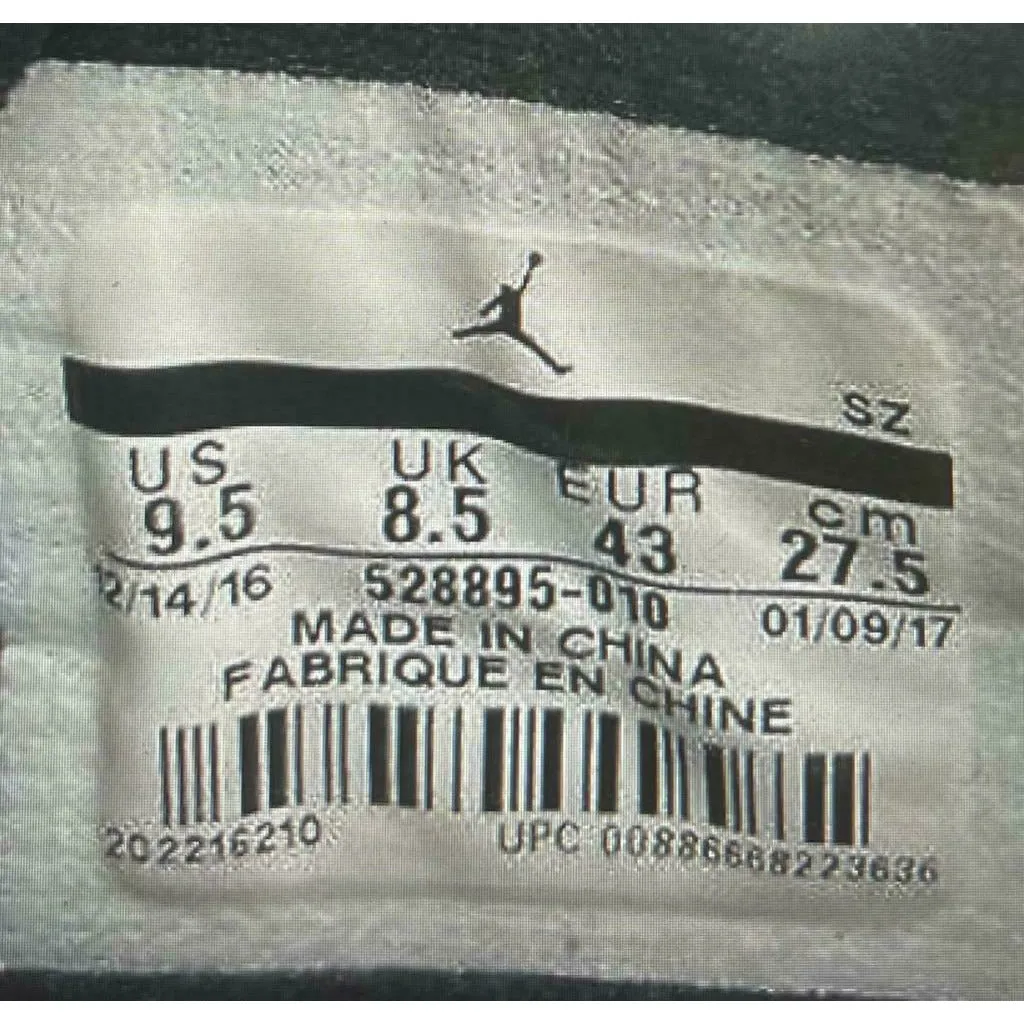 SZ
US UK EUR cm
9.5 8.5 43 27.5
12/14/16 528895-010 01/09/17
MADE IN CHINA
FABRIQUE EN CHINE
202216210 UPC 00886668223636